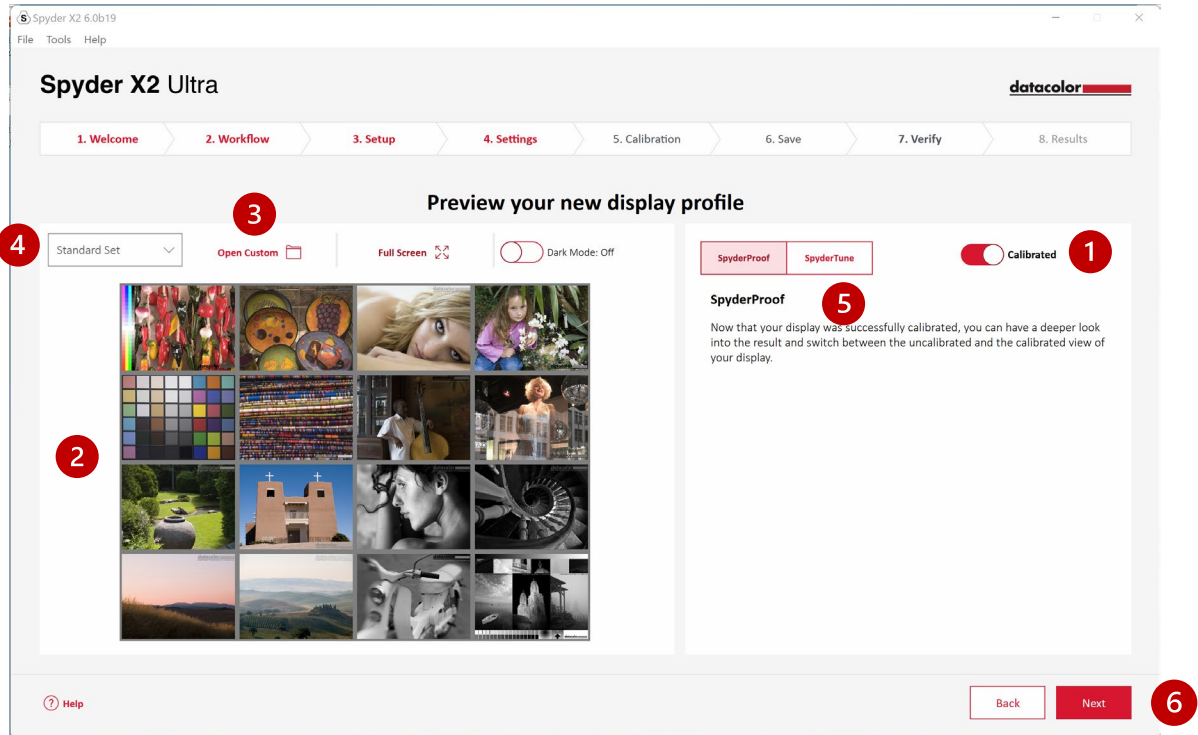 Spyder X2 6.0b19
File Tools Help
Spyder X2 Ultra
datacolor
1. Welcome
2. Workflow
3. Setup
4. Settings
5. Calibration
6. Save
7. Verify
8. Results
Preview your new display profile
3
4
Standard Set
Open Custom
Full Screen
Dark Mode: Off
SpyderProof
SpyderTune
Calibrated
1
SpyderProof
5
Now that your display was successfully calibrated, you can have a deeper look
into the result and switch between the uncalibrated and the calibrated view of
your display.
2
? Help
Back
Next
6